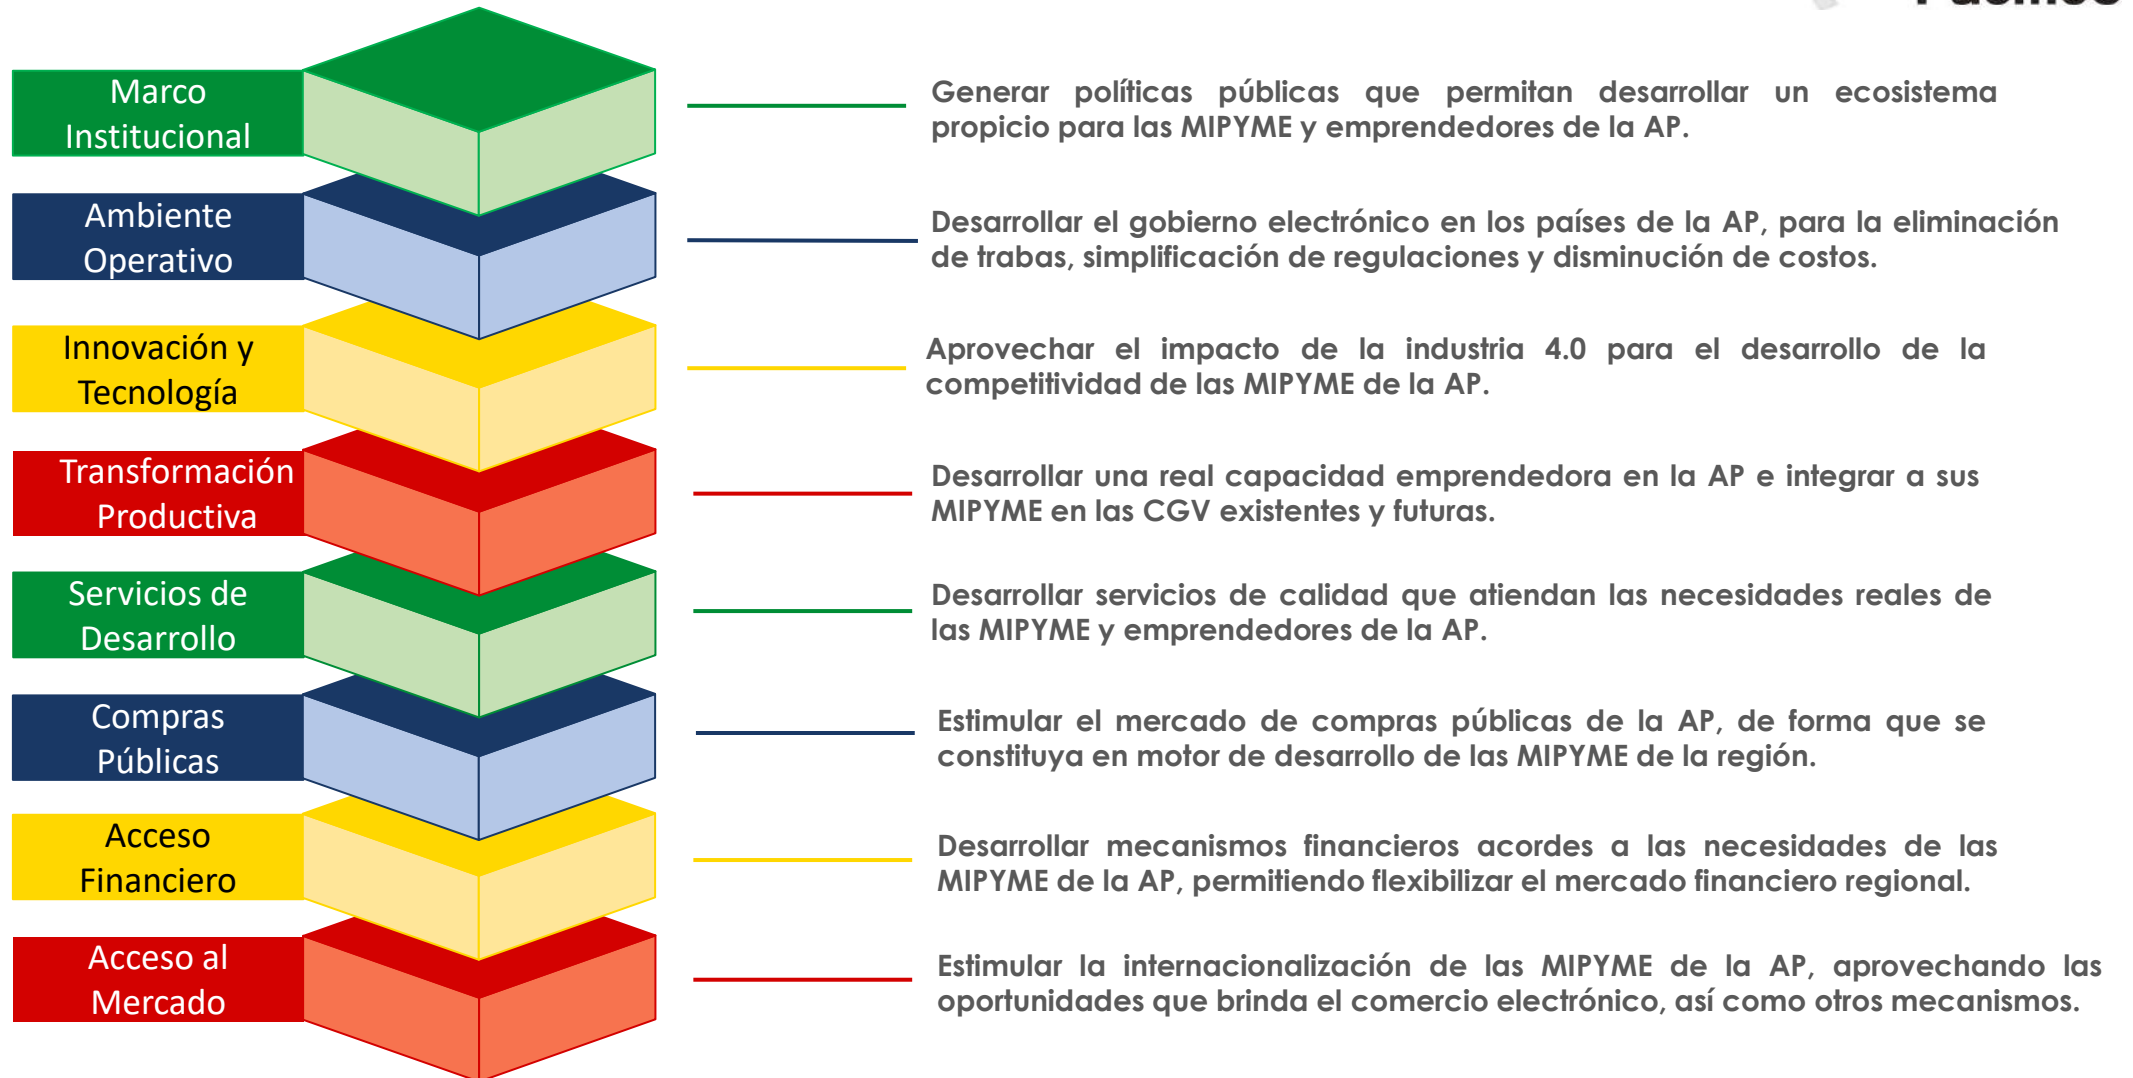 Marco
Institucional
Generar políticas públicas que permitan desarrollar un ecosistema
propicio para las MIPYME y emprendedores de la AP.
Ambiente
Operativo
Desarrollar el gobierno electrónico en los países de la AP, para la eliminación
de trabas, simplificación de regulaciones y disminución de costos.
Innovación y
Tecnología
Aprovechar el impacto de la industria 4.0 para el desarrollo de la
competitividad de las MIPYME de la AP.
Transformación
Productiva
Desarrollar una real capacidad emprendedora en la AP e integrar a sus
MIPYME en las CGV existentes y futuras.
Servicios de
Desarrollo
Desarrollar servicios de calidad que atiendan las necesidades reales de
las MIPYME y emprendedores de la AP.
Compras
Públicas
Estimular el mercado de compras públicas de la AP, de forma que se
constituya en motor de desarrollo de las MIPYME de la región.
Acceso
Financiero
Desarrollar mecanismos financieros acordes a las necesidades de las
MIPYME de la AP, permitiendo flexibilizar el mercado financiero regional.
Acceso al
Mercado
Estimular la internacionalización de las MIPYME de la AP, aprovechando las
oportunidades que brinda el comercio electrónico, así como otros mecanismos.